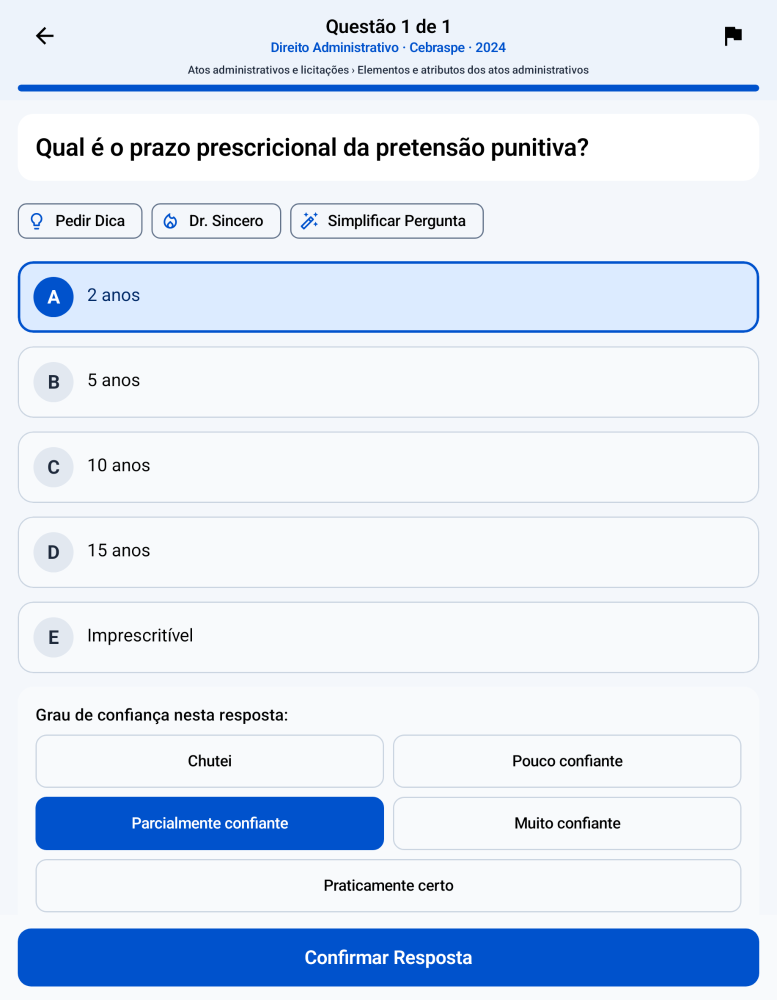 Questão 1 de 1
Direito Administrativo · Cebraspe · 2024
Atos administrativos e licitações › Elementos e atributos dos atos administrativos
Qual é o prazo prescricional da pretensão punitiva?
Pedir Dica
Dr. Sincero
Simplificar Pergunta
A 2 anos
B 5 anos
C 10 anos
D 15 anos
E Imprescritível
Grau de confiança nesta resposta:
Chutei
Pouco confiante
Parcialmente confiante
Muito confiante
Praticamente certo
Confirmar Resposta